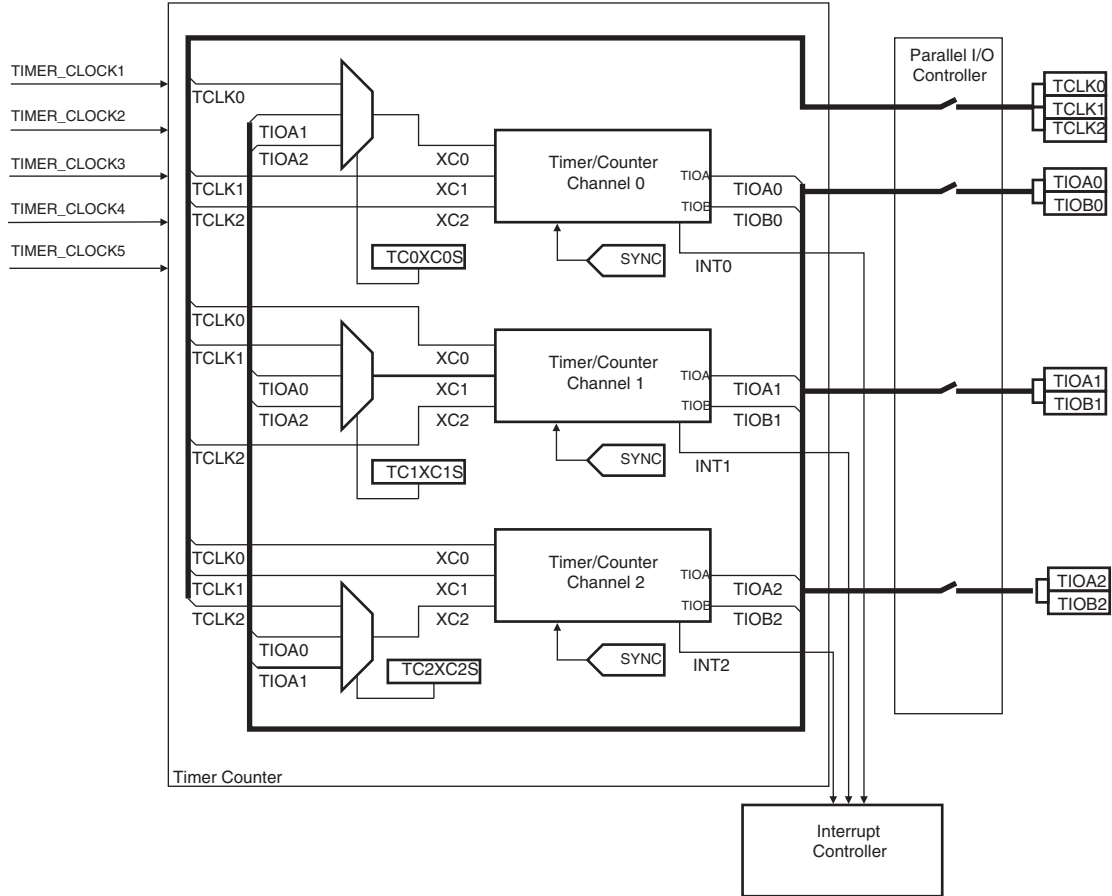 TIMER_CLOCK1
TIMER_CLOCK2
TIMER_CLOCK3
TIMER_CLOCK4
TIMER_CLOCK5
TCLK0
TIOA1
TIOA2
TCLK1
TCLK2
XC0
XC1
XC2
TC0XC0S
Timer/Counter
Channel 0
TIOA
TIOB
TIOA0
TIOB0
SYNC
INT0
TCLK0
TCLK1
TIOA0
TIOA2
TCLK2
XC0
XC1
XC2
TC1XC1S
Timer/Counter
Channel 1
TIOA
TIOB
TIOA1
TIOB1
SYNC
INT1
TCLK0
TCLK1
TCLK2
TIOA0
TIOA1
XC0
XC1
XC2
TC2XC2S
Timer/Counter
Channel 2
TIOA
TIOB
TIOA2
TIOB2
SYNC
INT2
Timer Counter
Parallel I/O
Controller
TCLK0
TCLK1
TCLK2
TIOA0
TIOB0
TIOA1
TIOB1
TIOA2
TIOB2
Interrupt
Controller